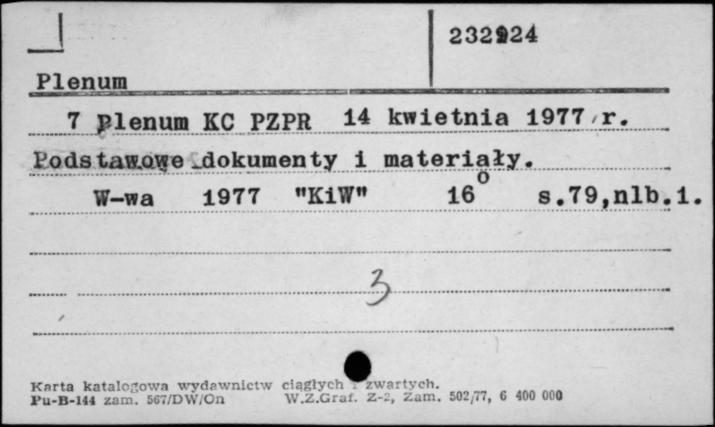 232924
Plenum
7 Plenum KC PZPR 14 kwietnia 1977 r.
Podstawowe dokumenty i materiały.
W-wa 1977 "KiW" 16° s.79,nlb.1.
3
Karta katalogowa wydawnictw ciągłych i zwartych.
Pu-B-144 zam. 567/DW/On W.Z.Graf. Z-2, Zam. 502/77, 6 400 000